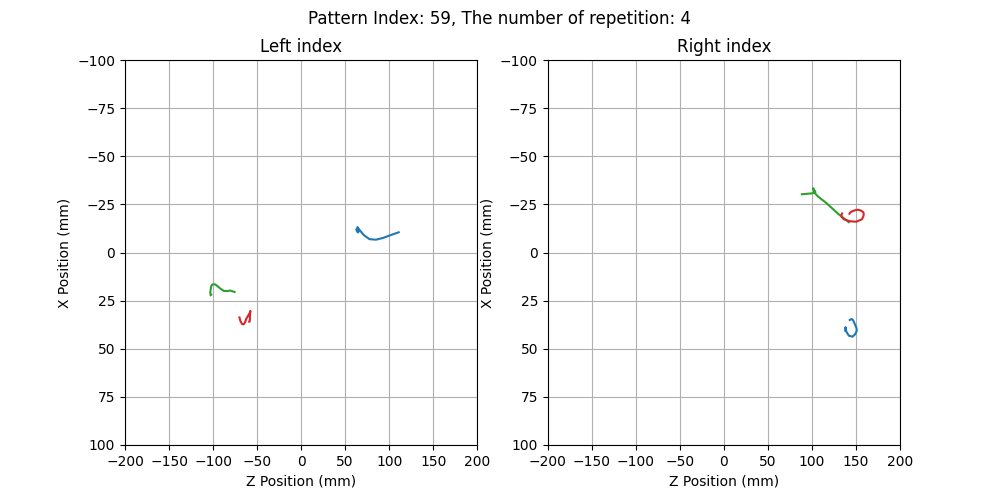 Pattern Index: 59, The number of repetition: 4
Left index
Right index
−100
−75
−50
−25
0
25
50
75
100
−200 −150 −100 −50 0 50 100 150 200
X Position (mm)
Z Position (mm)
−100
−75
−50
−25
0
25
50
75
100
−200 −150 −100 −50 0 50 100 150 200
X Position (mm)
Z Position (mm)